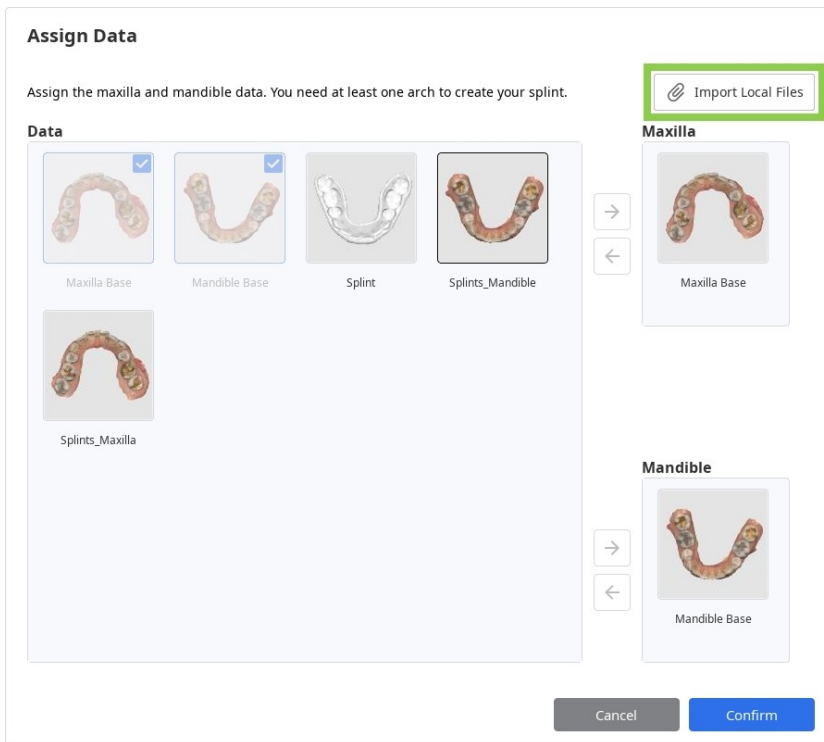 Assign Data
Assign the maxilla and mandible data. You need at least one arch to create your splint.
Import Local Files
Data
Maxilla
Maxilla Base
Mandible Base
Splint
Splints_Mandible
Maxilla Base
Splints_Maxilla
Mandible
Mandible Base
Cancel
Confirm